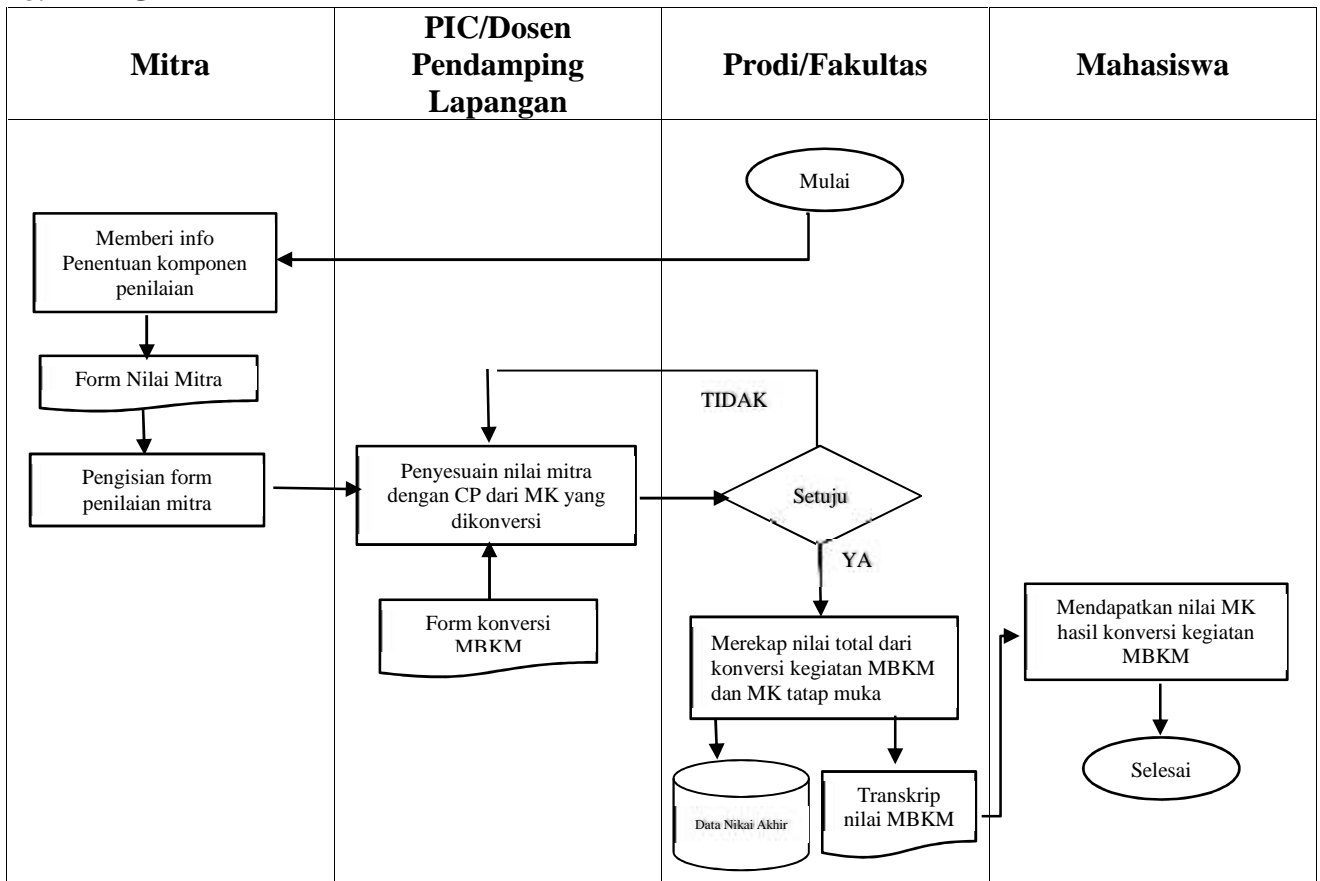 Mitra
PIC/Dosen
Pendamping
Lapangan
Prodi/Fakultas
Mahasiswa
Mulai
Memberi info
Penentuan komponen
penilaian
Form Nilai Mitra
TIDAK
Pengisian form
penilaian mitra
Penyesuain nilai mitra
dengan CP dari MK yang
dikonversi
Setuju
YA
Form konversi
MBKM
Merekap nilai total dari
konversi kegiatan MBKM
dan MK tatap muka
Mendapatkan nilai MK
hasil konversi kegiatan
MBKM
Selesai
Data Nikai Akhir
Transkrip
nilai MBKM